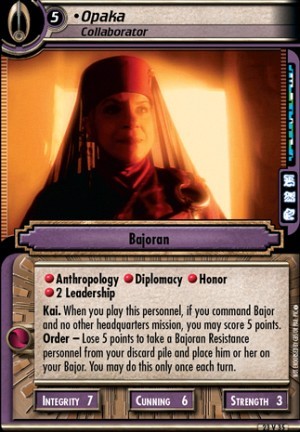 5
•Opaka
Collaborator
Bajoran
• Anthropology • Diplomacy • Honor
• 2 Leadership
Kai. When you play this personnel, if you command Bajor
and no other headquarters mission, you may score 5 points.
Order – Lose 5 points to take a Bajoran Resistance
personnel from your discard pile and place him or her on
your Bajor. You may do this only once each turn.
INTEGRITY 7
CUNNING 6
STRENGTH 3